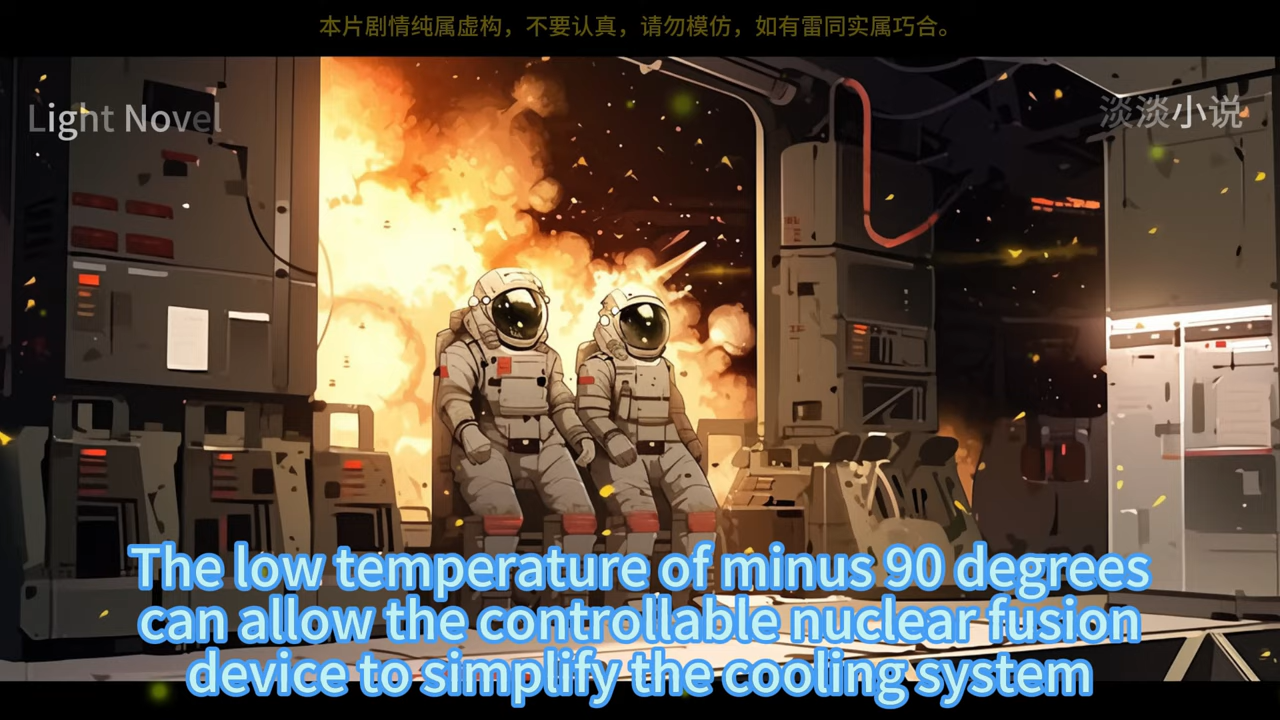 本片剧情纯属虚构，不要认真，请勿模仿，如有雷同实属巧合。
Light Novel
淡淡小说
The low temperature of minus 90 degrees
can allow the controllable nuclear fusion
device to simplify the cooling system